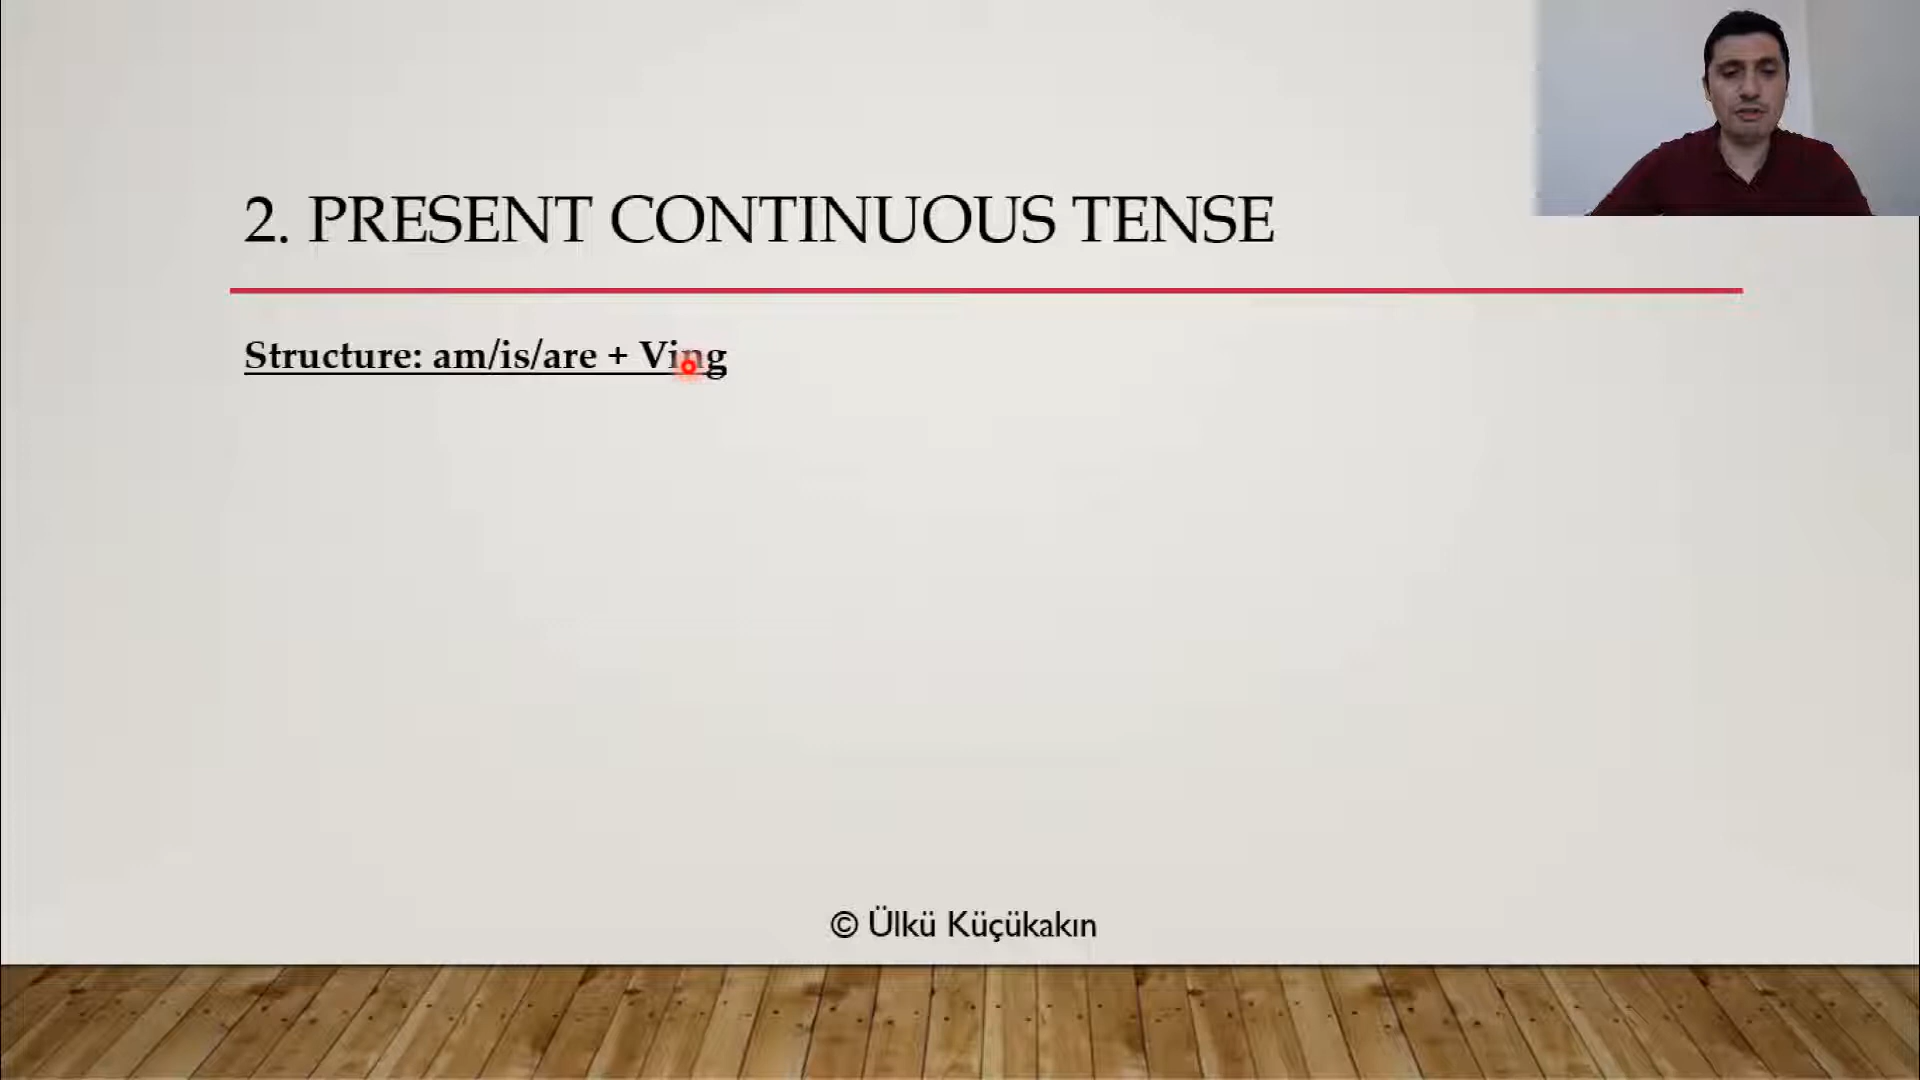 2. PRESENT CONTINUOUS TENSE
Structure: am/is/are + Ving
© Ülkü Küçükakın